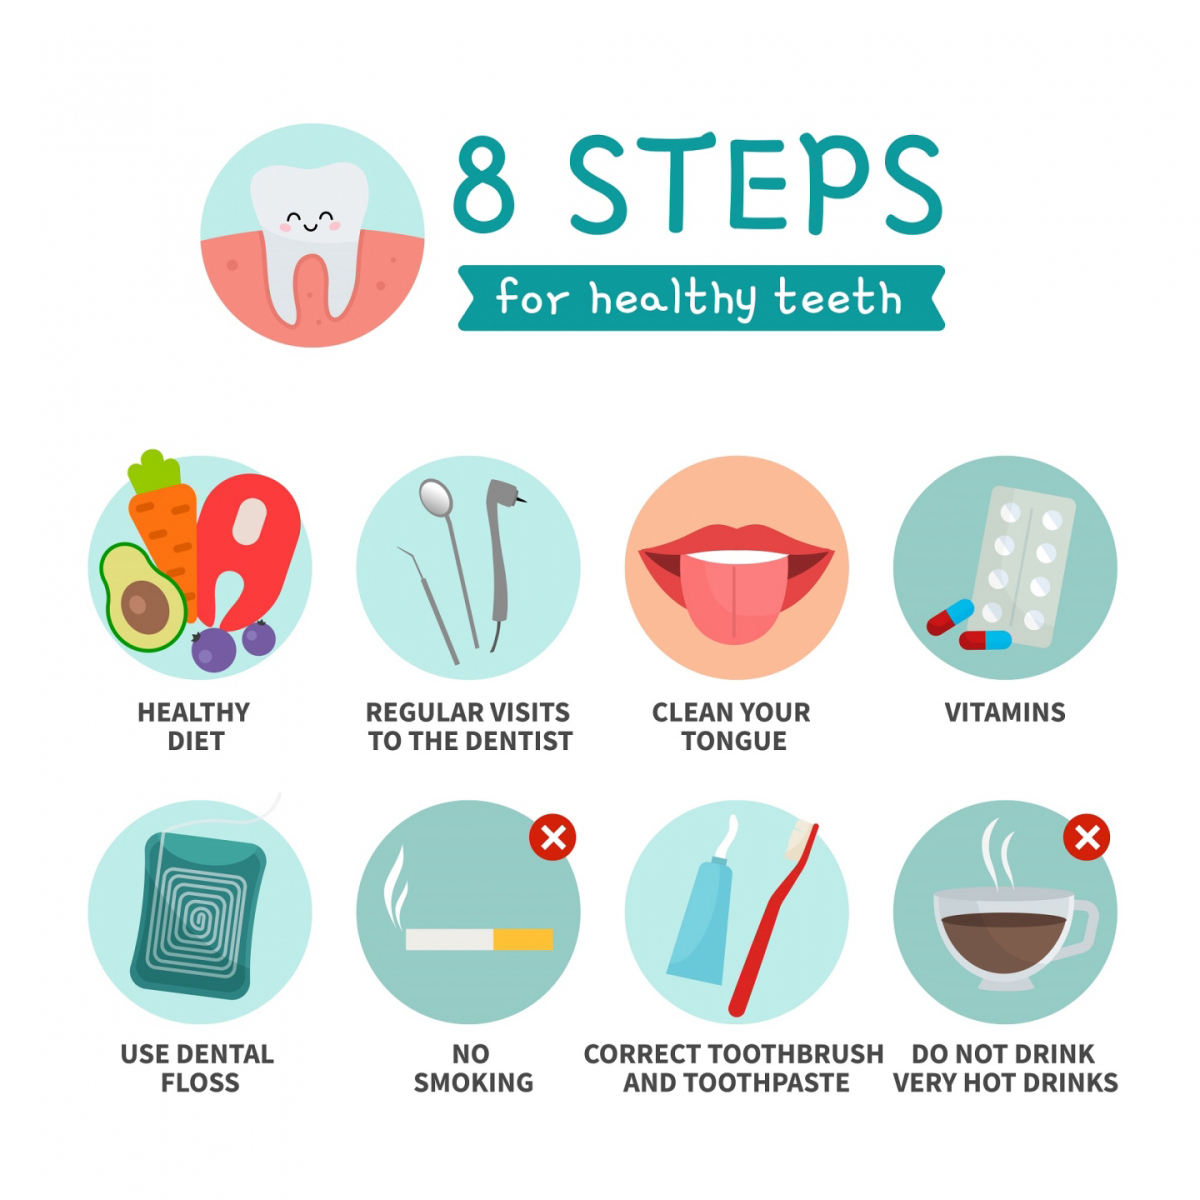 8 STEPS
for healthy teeth
HEALTHY
DIET
REGULAR VISITS
TO THE DENTIST
CLEAN YOUR
TONGUE
VITAMINS
USE DENTAL
FLOSS
NO
SMOKING
CORRECT TOOTHBRUSH
AND TOOTHPASTE
DO NOT DRINK
VERY HOT DRINKS